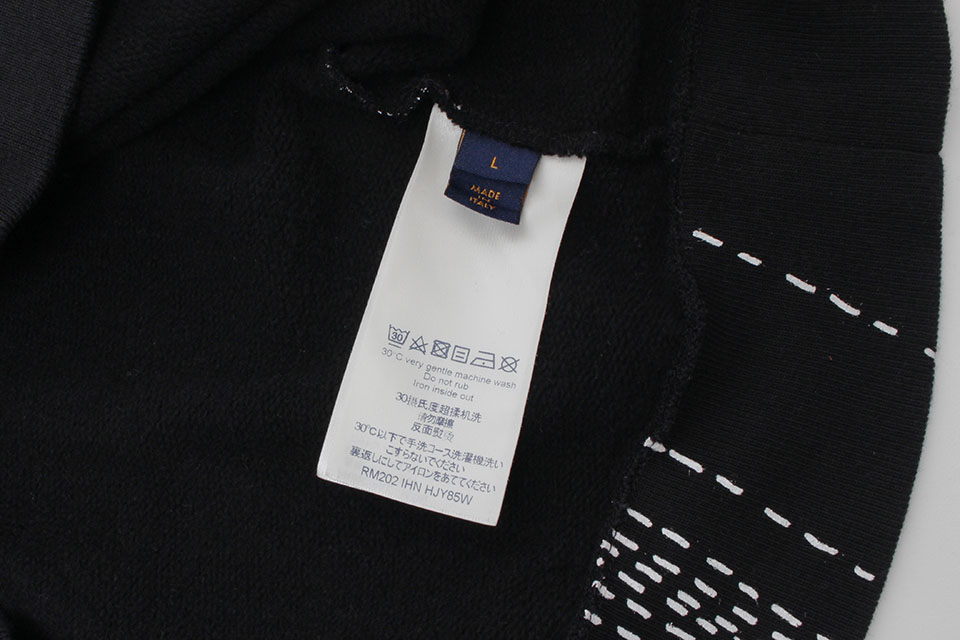 L
MADE
IN
ITALY
30
30°C very gentle machine wash
Do not rub
Iron inside out
30摄氏度超揉机洗
请勿摩擦
反面熨烫
30°C以下で手洗コース洗濯機洗い
こすらないでください
裏返しにしてアイロンをあててください
RM202 IHN HJY85W